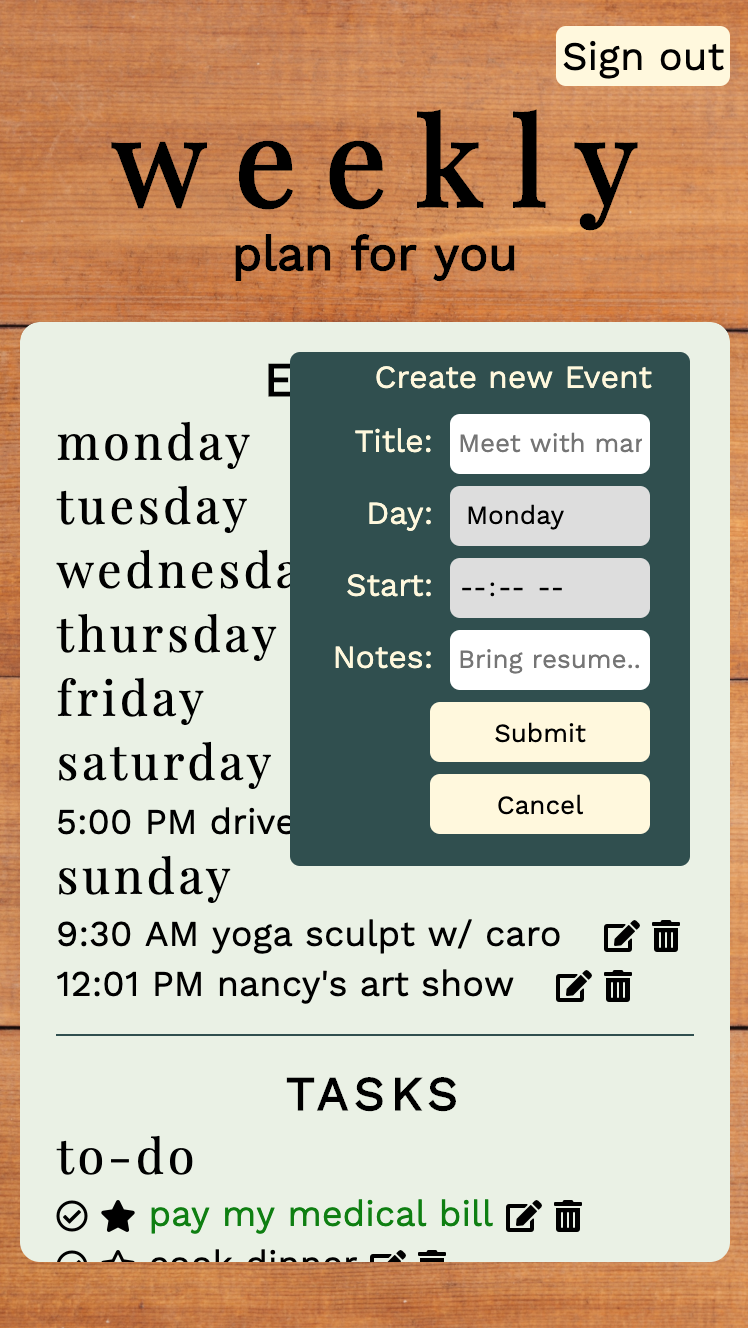 Sign out
weekly
plan for you
E
Create new Event
monday
Title: Meet with mar
tuesday
Day: Monday
wednesda
Start: --:-- --
thursday
Notes: Bring resume..
friday
Submit
saturday
Cancel
5:00 PM drive
sunday
9:30 AM yoga sculpt w/ caro
12:01 PM nancy's art show
TASKS
to-do
pay my medical bill
cook dinner